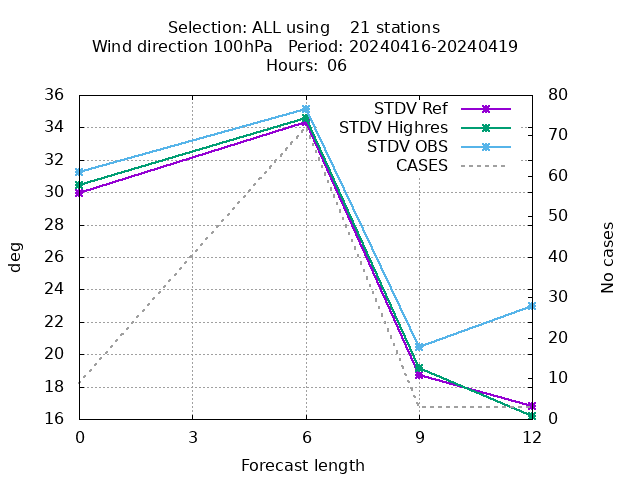 Selection: ALL using 21 stations
Wind direction 100hPa Period: 20240416-20240419
Hours: 06
36
34
32
30
28
26
24
22
20
18
16
deg
80
70
60
50
40
30
20
10
0
No cases
STDV Ref
STDV Highres
STDV OBS
CASES
0 3 6 9 12
Forecast length